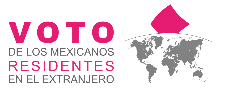 VOTO
DE LOS MEXICANOS
RESIDENTES
EN EL EXTRANJERO